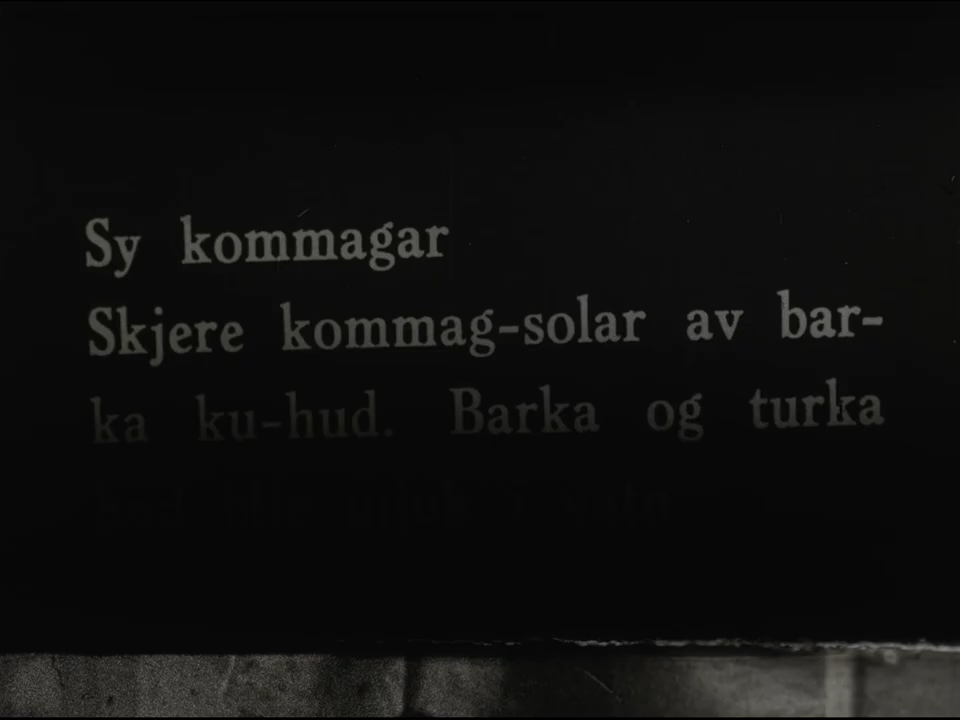 Sy kommagar
Skjere kommag-solar av bar-
ka ku-hud. Barka og turka